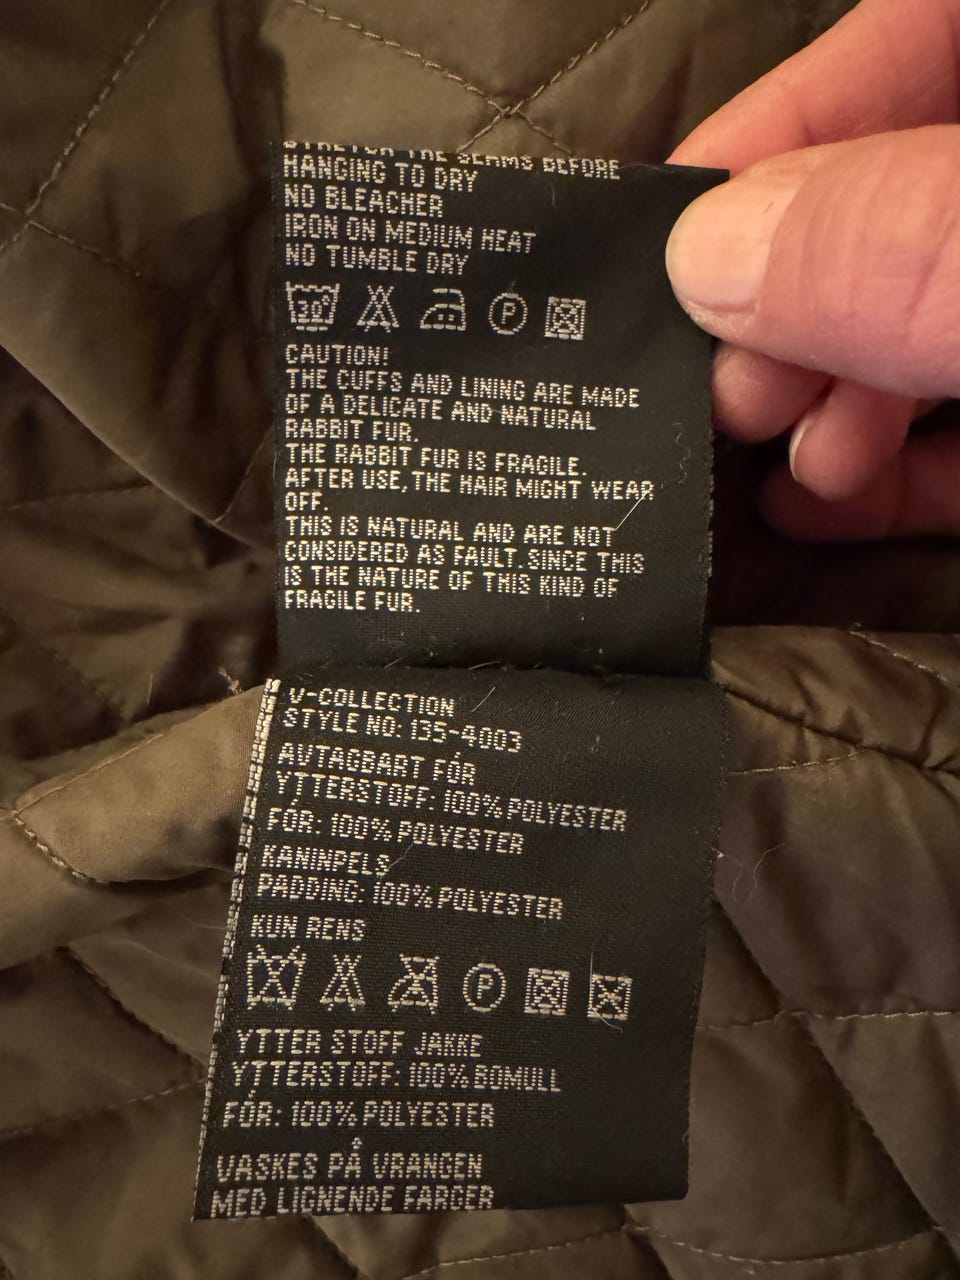 STRETCH THE SEAMS BEFORE
HANGING TO DRY
NO BLEACHER
IRON ON MEDIUM HEAT
NO TUMBLE DRY
30° P
CAUTION!
THE CUFFS AND LINING ARE MADE
OF A DELICATE AND NATURAL
RABBIT FUR.
THE RABBIT FUR IS FRAGILE.
AFTER USE, THE HAIR MIGHT WEAR
OFF.
THIS IS NATURAL AND ARE NOT
CONSIDERED AS FAULT. SINCE THIS
IS THE NATURE OF THIS KIND OF
FRAGILE FUR.
V-COLLECTION
STYLE NO: 135-4003
AVTAGBART FÓR
YTTERSTOFF: 100% POLYESTER
FÓR: 100% POLYESTER
KANINPELS
PADDING: 100% POLYESTER
KUN RENS
P
YTTER STOFF JAKKE
YTTERSTOFF: 100% BOMULL
FÓR: 100% POLYESTER
VASKES PÅ VRANGEN
MED LIGNENDE FARGER